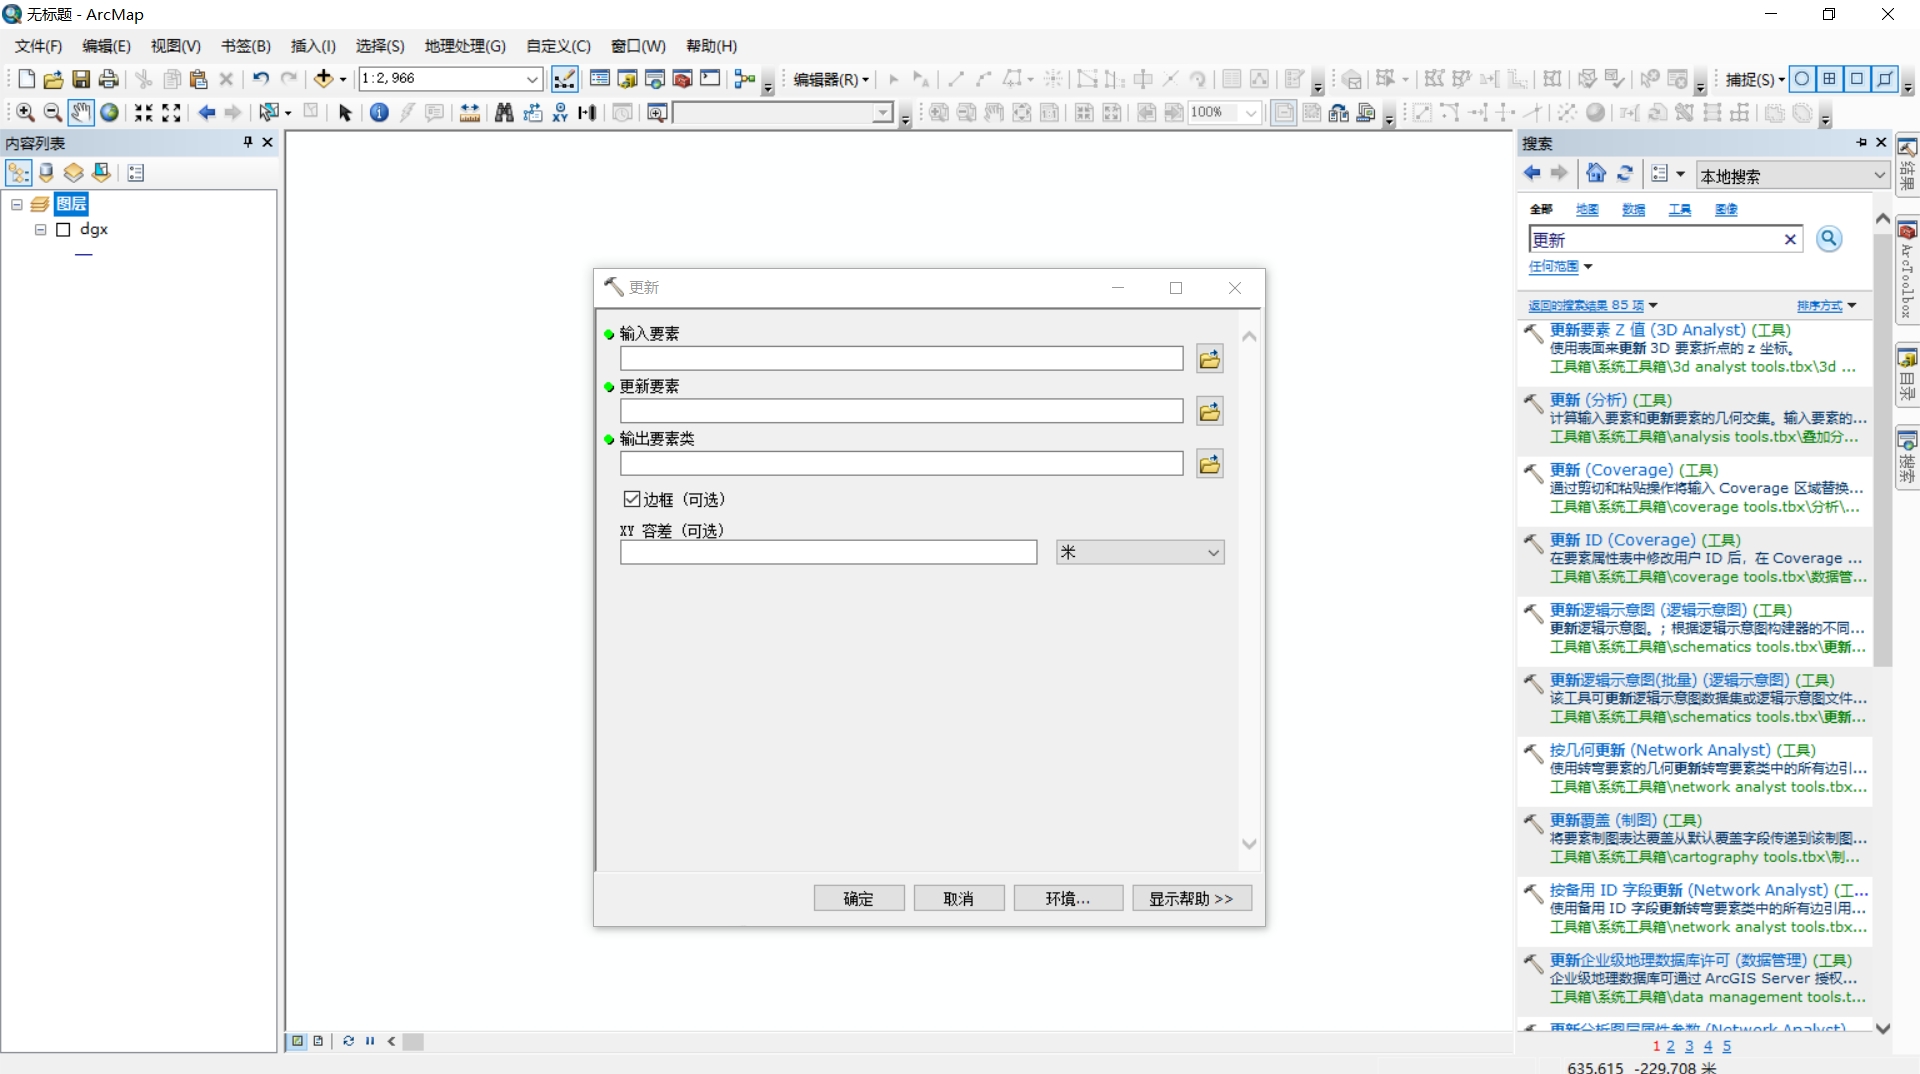 无标题 - ArcMap
文件(F) 编辑(E) 视图(V) 书签(B) 插入(I) 选择(S) 地理处理(G) 自定义(C) 窗口(W) 帮助(H)
1:2,966
编辑器(R)
捕捉(S)
100%
内容列表
图层
dgx
更新
输入要素
更新要素
输出要素类
边框 (可选)
XY 容差 (可选)
米
确定 取消 环境... 显示帮助 >>
搜索
本地搜索
全部 地图 数据 工具 图像
更新
任何范围
返回的搜索结果 85 项 排序方式
更新要素 Z 值 (3D Analyst) (工具)
使用表面来更新 3D 要素折点的 z 坐标。
工具箱\系统工具箱\3d analyst tools.tbx\3d ...
更新 (分析) (工具)
计算输入要素和更新要素的几何交集。输入要素的...
工具箱\系统工具箱\analysis tools.tbx\叠加分...
更新 (Coverage) (工具)
通过剪切和粘贴操作将输入 Coverage 区域替换...
工具箱\系统工具箱\coverage tools.tbx\分析\...
更新 ID (Coverage) (工具)
在要素属性表中修改用户 ID 后，在 Coverage ...
工具箱\系统工具箱\coverage tools.tbx\数据管...
更新逻辑示意图 (逻辑示意图) (工具)
更新逻辑示意图。; 根据逻辑示意图构建器的不同...
工具箱\系统工具箱\schematics tools.tbx\更新...
更新逻辑示意图(批量) (逻辑示意图) (工具)
该工具可更新逻辑示意图数据集或逻辑示意图文件...
工具箱\系统工具箱\schematics tools.tbx\更新...
按几何更新 (Network Analyst) (工具)
使用转弯要素的几何更新转弯要素类中的所有边引...
工具箱\系统工具箱\network analyst tools.tbx...
更新覆盖 (制图) (工具)
将要素制图表达覆盖从默认覆盖字段传递到该制图...
工具箱\系统工具箱\cartography tools.tbx\制...
按备用 ID 字段更新 (Network Analyst) (工...
使用备用 ID 字段更新转弯要素类中的所有边引用...
工具箱\系统工具箱\network analyst tools.tbx...
更新企业级地理数据库许可 (数据管理) (工具)
企业级地理数据库可通过 ArcGIS Server 授权...
工具箱\系统工具箱\data management tools.t...
更新分析图层属性参数 (Network Analyst)
1 2 3 4 5
结果
ArcToolbox
目录
搜索
635.615 -229.708 米